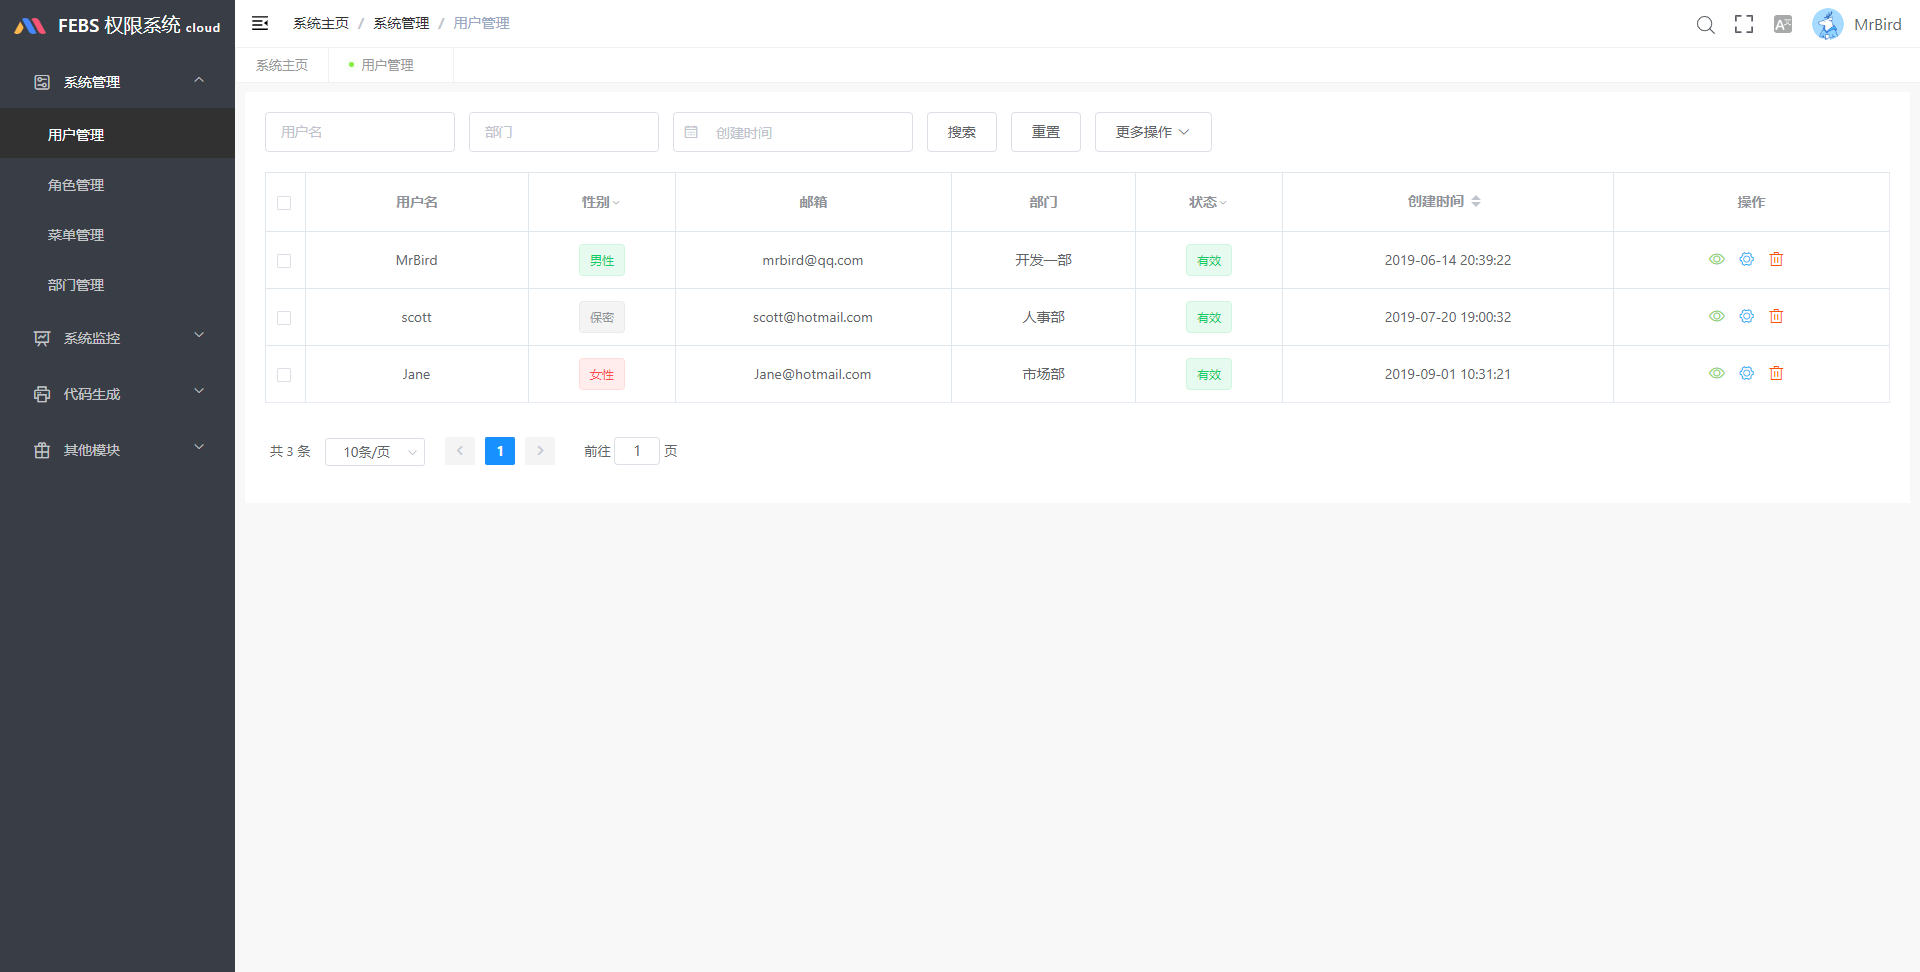 FEBS 权限系统 cloud
系统管理
用户管理
角色管理
菜单管理
部门管理
系统监控
代码生成
其他模块
系统主页 / 系统管理 / 用户管理
MrBird
系统主页 用户管理
用户名 部门 创建时间 搜索 重置 更多操作
用户名 性别 邮箱 部门 状态 创建时间 操作
MrBird 男性 mrbird@qq.com 开发一部 有效 2019-06-14 20:39:22
scott 保密 scott@hotmail.com 人事部 有效 2019-07-20 19:00:32
Jane 女性 Jane@hotmail.com 市场部 有效 2019-09-01 10:31:21
共 3 条 10条/页 1 前往 1 页